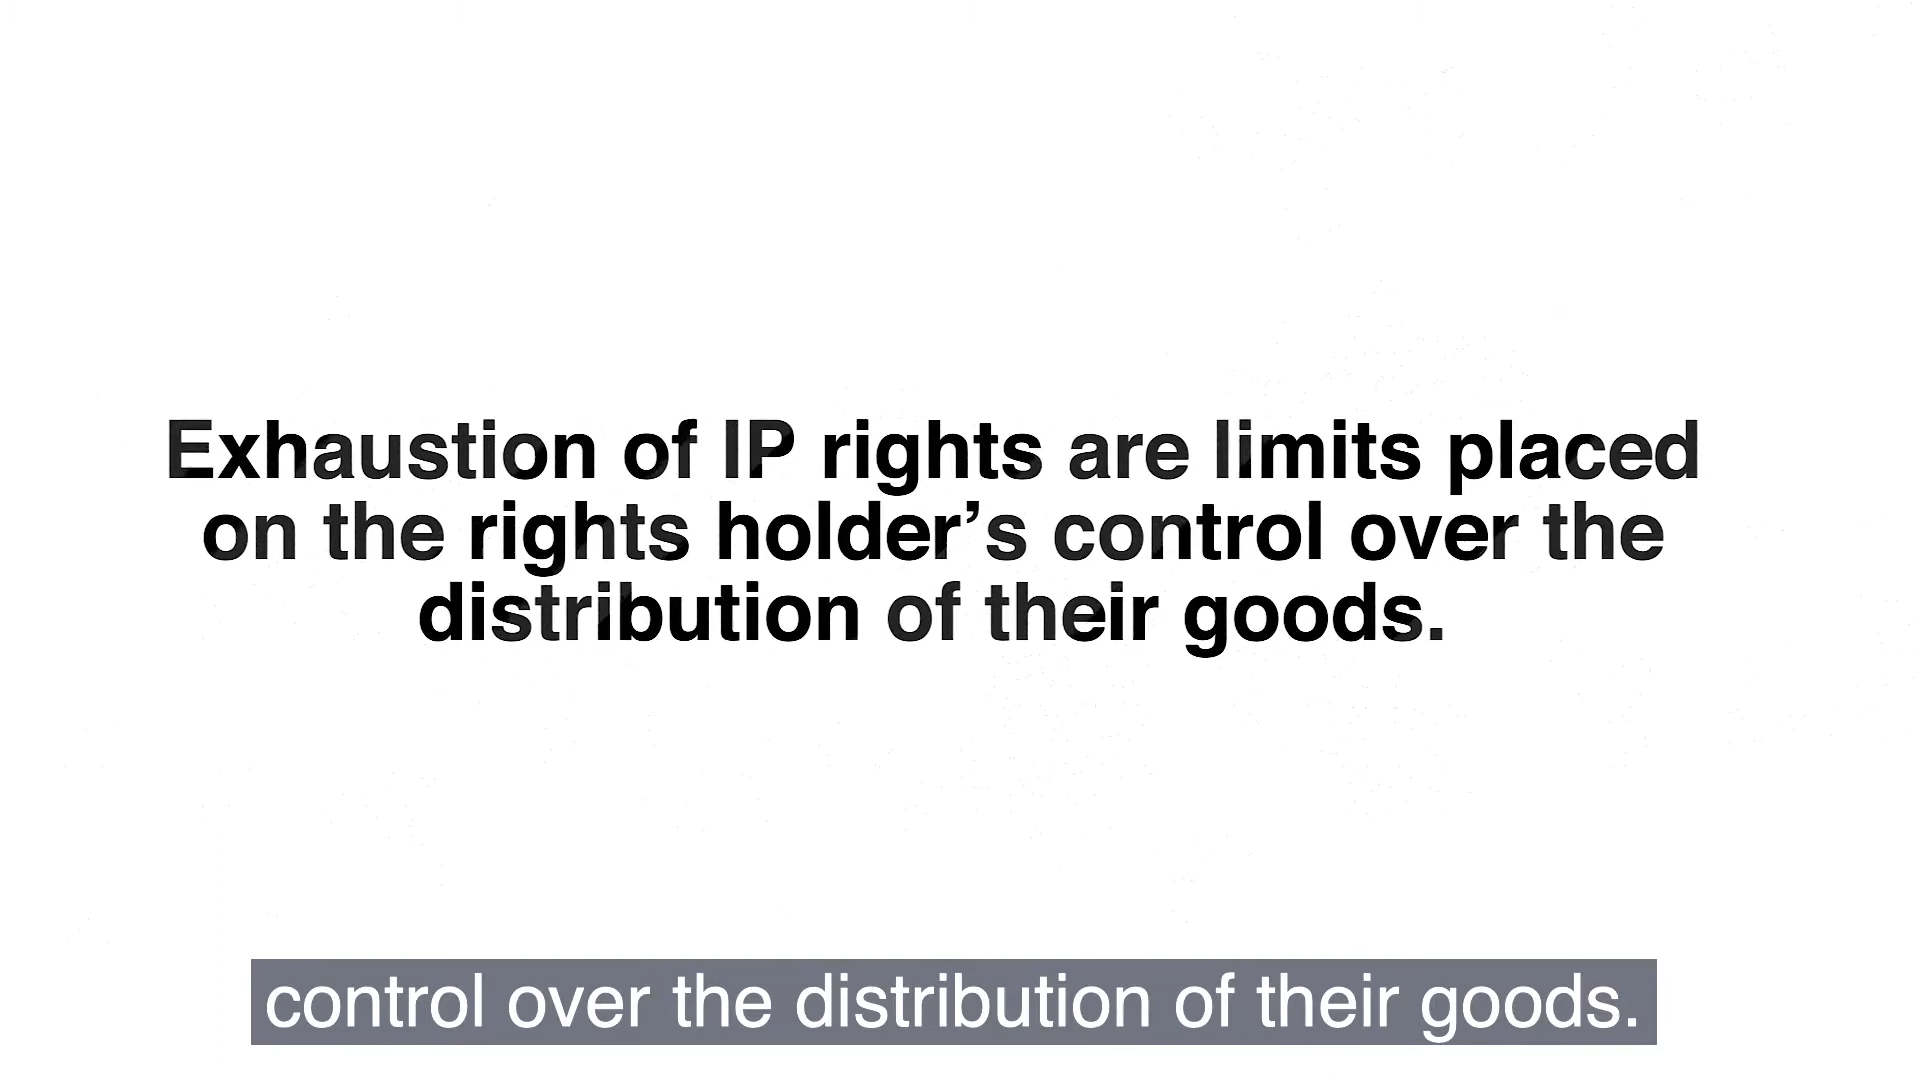 Exhaustion of IP rights are limits placed
on the rights holder’s control over the
distribution of their goods.
control over the distribution of their goods.